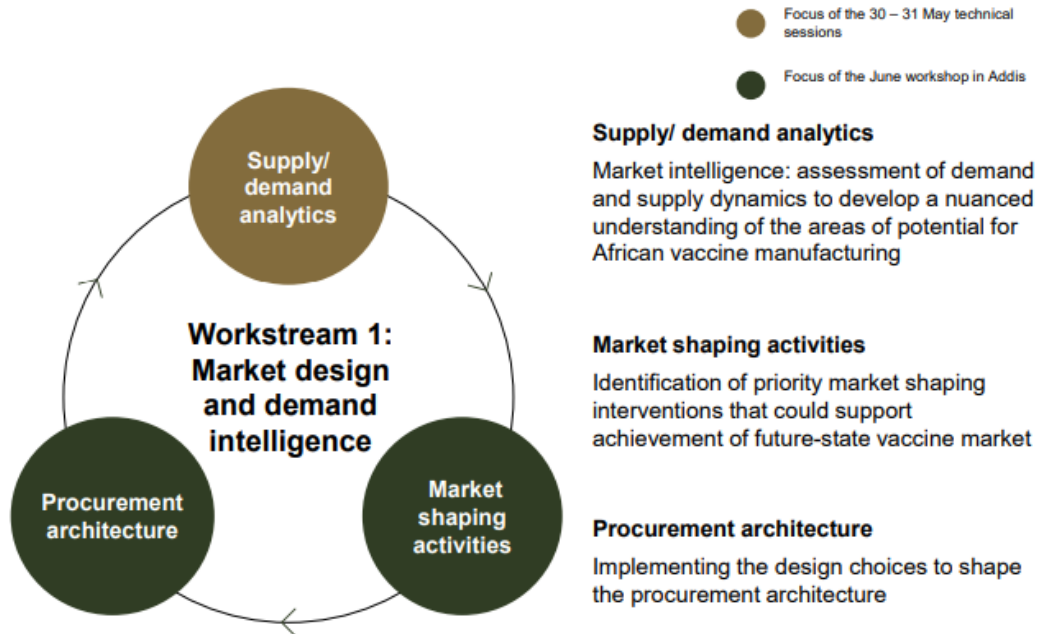 Focus of the 30 – 31 May technical
sessions
Focus of the June workshop in Addis
Supply/
demand
analytics
Workstream 1:
Market design
and demand
intelligence
Procurement
architecture
Market
shaping
activities
Supply/ demand analytics
Market intelligence: assessment of demand
and supply dynamics to develop a nuanced
understanding of the areas of potential for
African vaccine manufacturing
Market shaping activities
Identification of priority market shaping
interventions that could support
achievement of future-state vaccine market
Procurement architecture
Implementing the design choices to shape
the procurement architecture